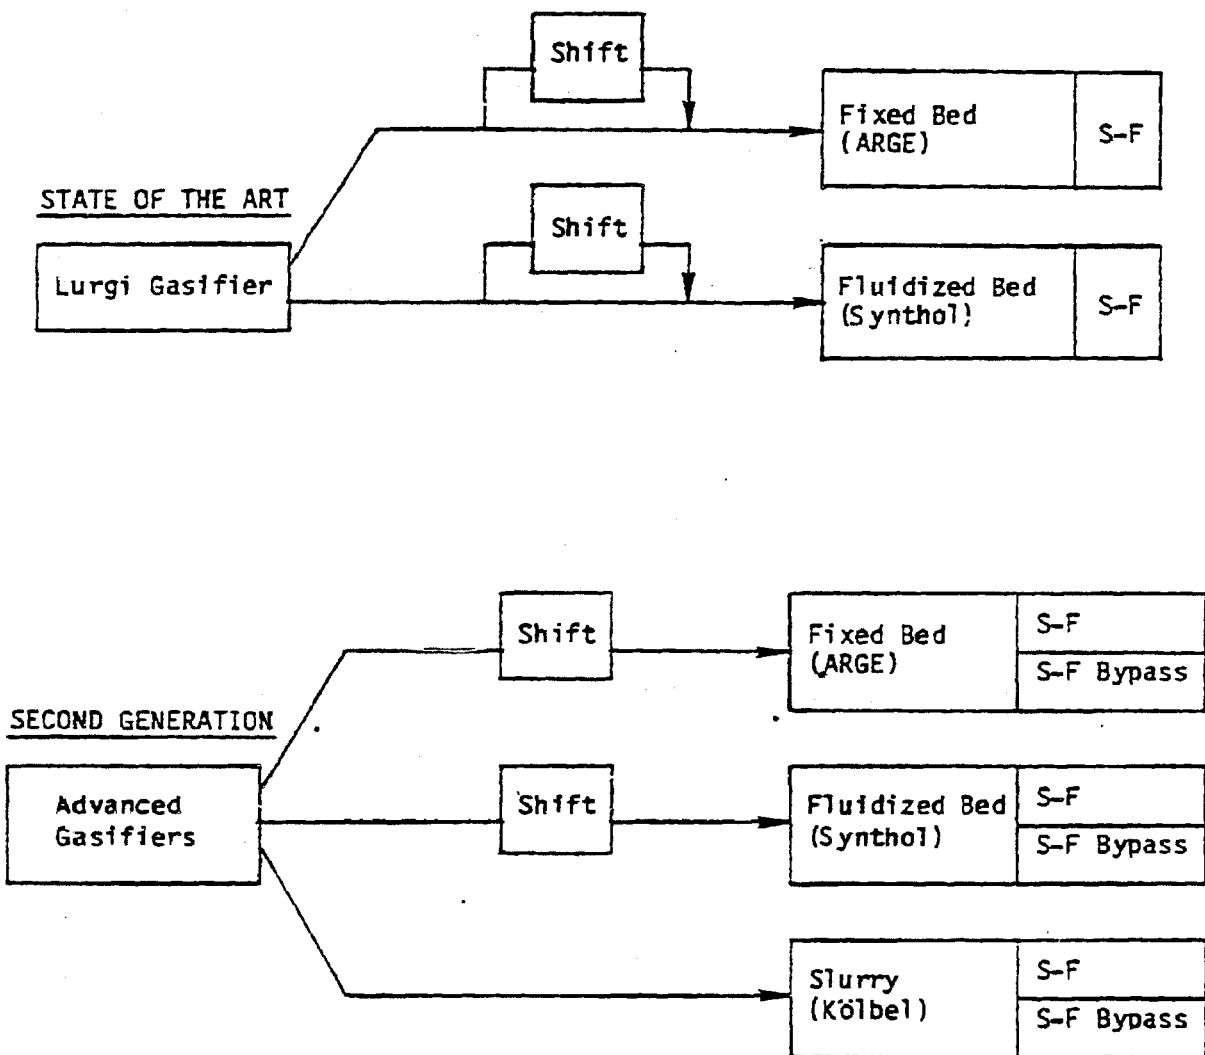 Shift
Fixed Bed
(ARGE)
S-F
STATE OF THE ART
Shift
Lurgi Gasifier
Fluidized Bed
(Synthol)
S-F
Shift
Fixed Bed
(ARGE)
S-F
S-F Bypass
SECOND GENERATION
Advanced
Gasifiers
Shift
Fluidized Bed
(Synthol)
S-F
S-F Bypass
Slurry
(Kölbel)
S-F
S-F Bypass